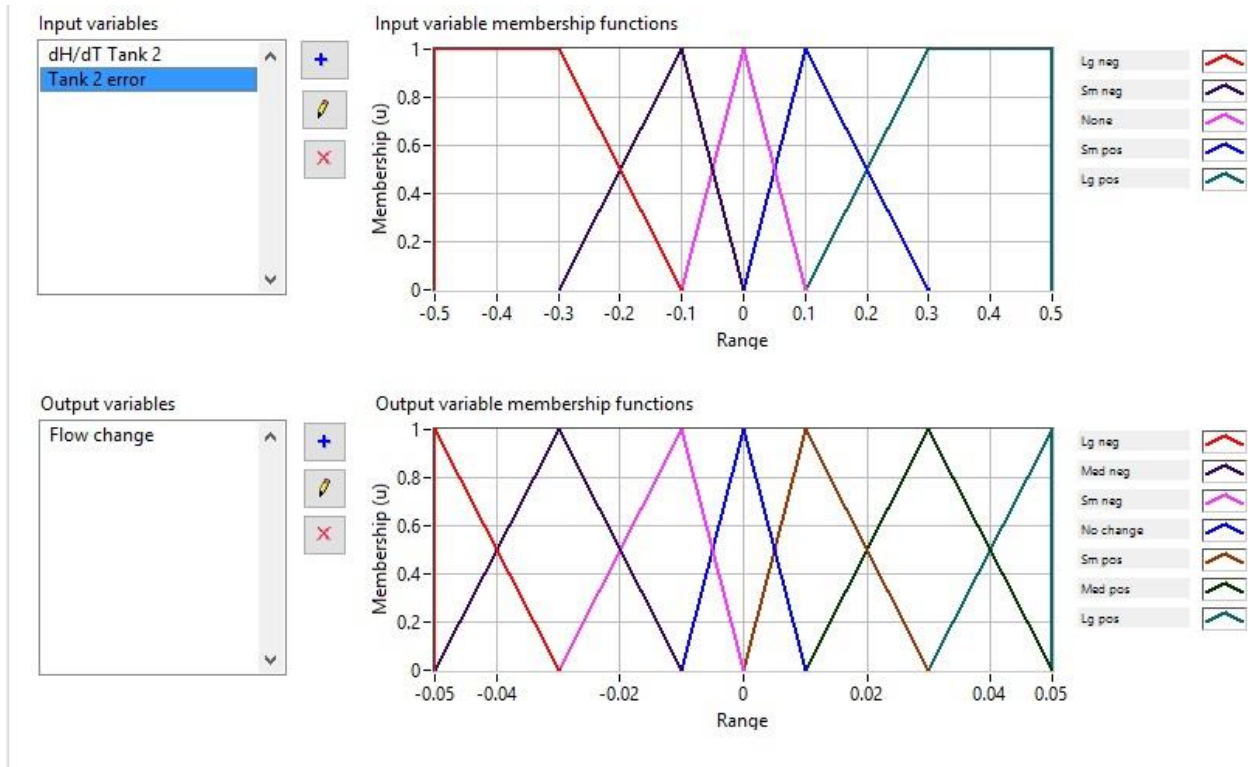 Input variables
dH/dT Tank 2
Tank 2 error
Input variable membership functions
Membership (u)
1
0.8
0.6
0.4
0.2
0
-0.5 -0.4 -0.3 -0.2 -0.1 0 0.1 0.2 0.3 0.4 0.5
Range
Lg neg
Sm neg
None
Sm pos
Lg pos
Output variables
Flow change
Output variable membership functions
Membership (u)
1
0.8
0.6
0.4
0.2
0
-0.05 -0.04 -0.02 0 0.02 0.04 0.05
Range
Lg neg
Med neg
Sm neg
No change
Sm pos
Med pos
Lg pos